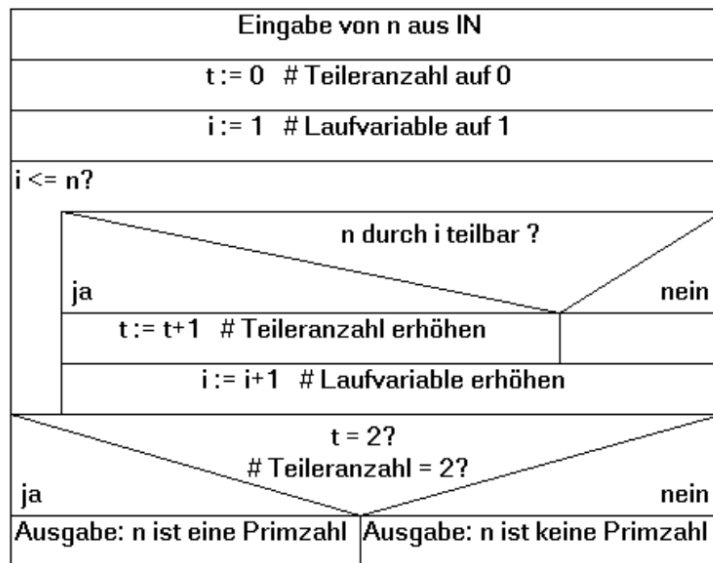 Eingabe von n aus IN
t := 0 # Teileranzahl auf 0
i := 1 # Laufvariable auf 1
i <= n?
n durch i teilbar ?
ja
nein
t := t+1 # Teileranzahl erhöhen
i := i+1 # Laufvariable erhöhen
t = 2?
# Teileranzahl = 2?
ja
nein
Ausgabe: n ist eine Primzahl
Ausgabe: n ist keine Primzahl